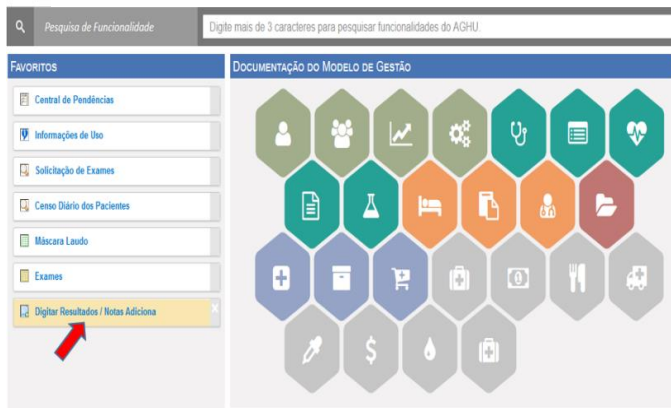 Pesquisa de Funcionalidade
Digite mais de 3 caracteres para pesquisar funcionalidades do AGHU.
FAVORITOS
Central de Pendências
Informações de Uso
Solicitação de Exames
Censo Diário dos Pacientes
Máscara Laudo
Exames
Digitar Resultados / Notas Adiciona
DOCUMENTAÇÃO DO MODELO DE GESTÃO